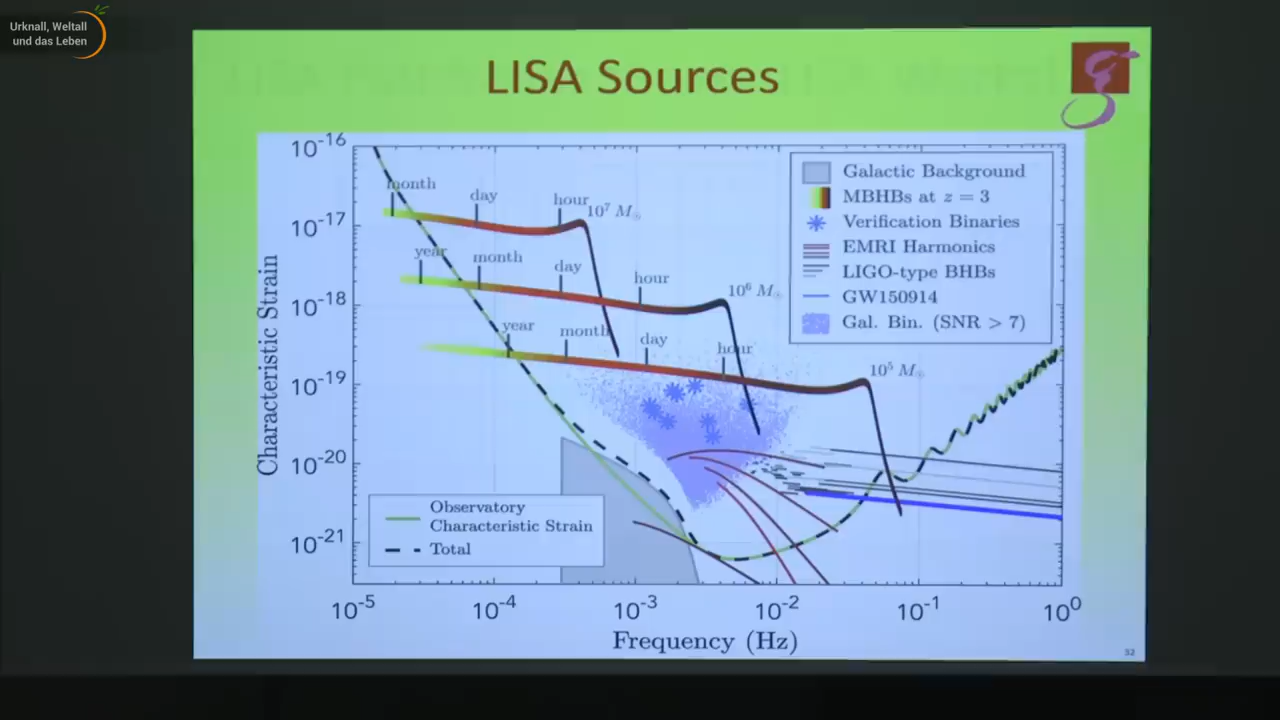 Urknall, Weltall
und das Leben
LISA Sources
10^-16
10^-17
10^-18
10^-19
10^-20
10^-21
Characteristic Strain
month
day
hour
10^7 M☉
year
month
day
hour
10^6 M☉
year
month
day
hour
10^5 M☉
Galactic Background
MBHBs at z = 3
Verification Binaries
EMRI Harmonics
LIGO-type BHBs
GW150914
Gal. Bin. (SNR > 7)
Observatory
Characteristic Strain
Total
10^-5
10^-4
10^-3
10^-2
10^-1
10^0
Frequency (Hz)
32